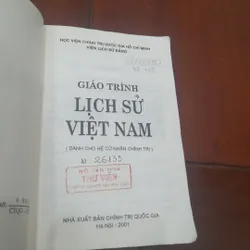 HỌC VIỆN CHÍNH TRỊ QUỐC GIA HỒ CHÍ MINH
VIỆN LỊCH SỬ ĐẢNG
GIÁO TRÌNH
LỊCH SỬ
VIỆT NAM
( DÀNH CHO HỆ CỬ NHÂN CHÍNH TRỊ )
26133
THƯ VIỆN
NHÀ XUẤT BẢN CHÍNH TRỊ QUỐC GIA
Hà Nội - 2001